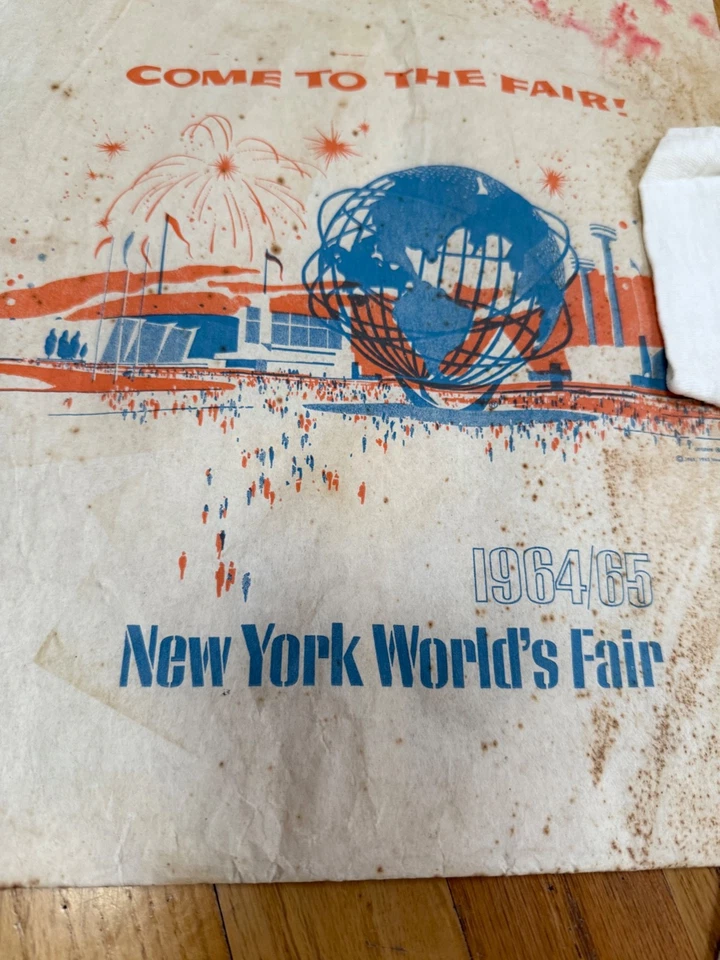 COME TO THE FAIR!
1964/65
New York World's Fair